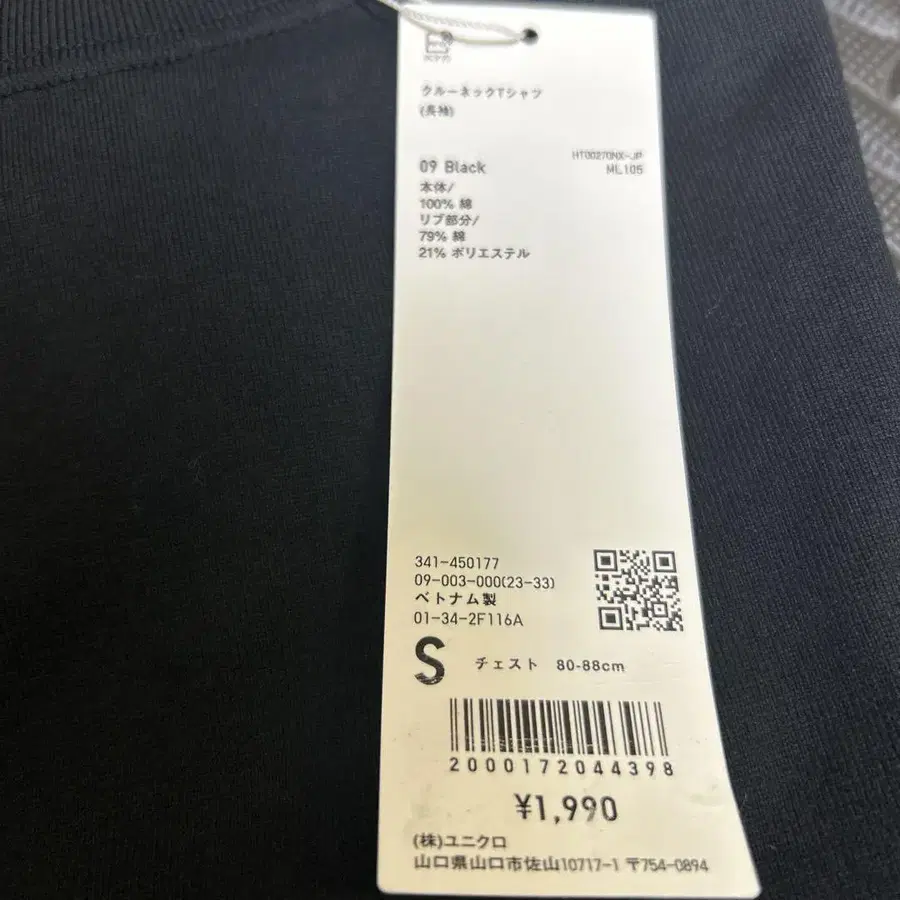 クルーネックTシャツ
(長袖)
HT00270NX-JP
09 Black
ML105
本体/
100% 綿
リブ部分/
79% 綿
21% ポリエステル
341-450177
09-003-000(23-33)
ベトナム製
01-34-2F116A
S チェスト 80-88cm
2000172044398
¥1,990
(株)ユニクロ
山口県山口市佐山10717-1 〒754-0894